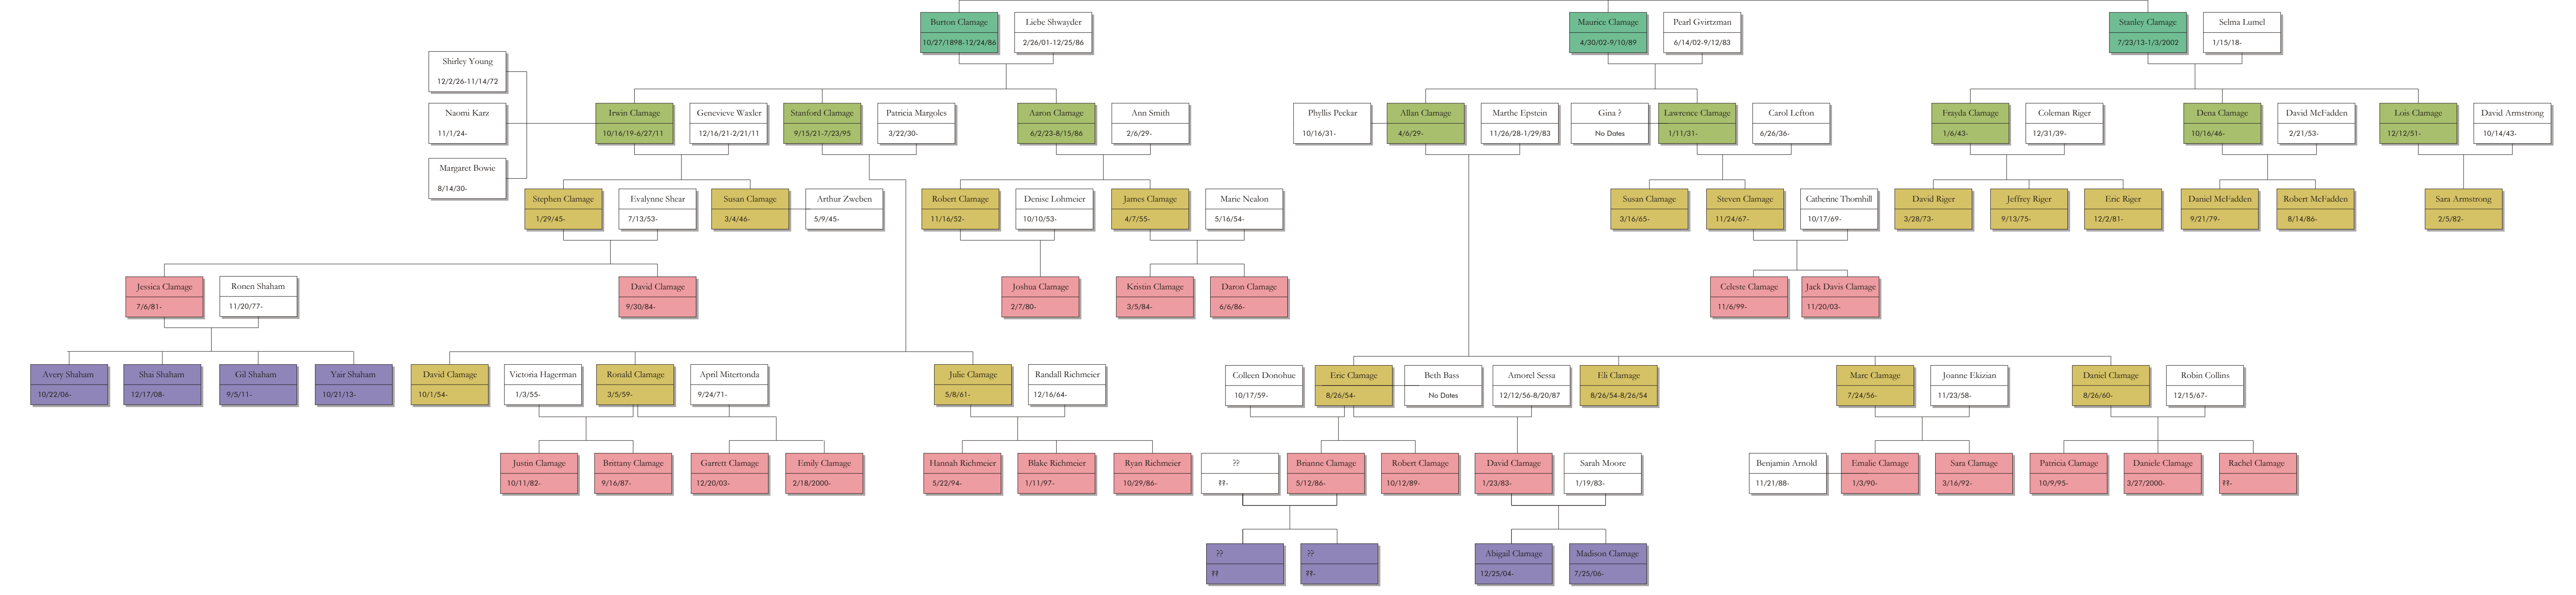 Burton Clamage
10/27/1898-12/24/86
Liebe Shwayder
2/26/01-12/25/86
Maurice Clamage
4/30/02-9/10/89
Pearl Gvirtzman
6/14/02-9/12/83
Stanley Clamage
7/23/13-1/3/2002
Selma Lumel
1/15/18-
Shirley Young
12/2/26-11/14/72
Naomi Karz
11/1/24-
Margaret Bowie
8/14/30-
Irwin Clamage
10/16/19-6/27/11
Genevieve Waxler
12/16/21-2/21/11
Stanford Clamage
9/15/21-7/23/95
Patricia Margoles
3/22/30-
Aaron Clamage
6/2/23-8/15/86
Ann Smith
2/6/29-
Phyllis Peckar
10/16/31-
Allan Clamage
4/6/29-
Marthe Epstein
11/26/28-1/29/83
Gina ?
No Dates
Lawrence Clamage
1/11/31-
Carol Lefton
6/26/36-
Frayda Clamage
1/6/43-
Coleman Riger
12/31/39-
Dena Clamage
10/16/46-
David McFadden
2/21/53-
Lois Clamage
12/12/51-
David Armstrong
10/14/43-
Stephen Clamage
1/29/45-
Evalynne Shear
7/13/53-
Susan Clamage
3/4/46-
Arthur Zweben
5/9/45-
Robert Clamage
11/16/52-
Denise Lohmeier
10/10/53-
James Clamage
4/7/55-
Marie Nealon
5/16/54-
Susan Clamage
3/16/65-
Steven Clamage
11/24/67-
Catherine Thornhill
10/17/69-
David Riger
3/28/73-
Jeffrey Riger
9/13/75-
Eric Riger
12/2/81-
Daniel McFadden
9/21/79-
Robert McFadden
8/14/86-
Sara Armstrong
2/5/82-
Jessica Clamage
7/6/81-
Ronen Shaham
11/20/77-
David Clamage
9/30/84-
Joshua Clamage
2/7/80-
Kristin Clamage
3/5/84-
Daron Clamage
6/6/86-
Celeste Clamage
11/6/99-
Jack Davis Clamage
11/20/03-
Avery Shaham
10/22/06-
Shai Shaham
12/17/08-
Gil Shaham
9/5/11-
Yair Shaham
10/21/13-
David Clamage
10/1/54-
Victoria Hagerman
1/3/55-
Ronald Clamage
3/5/59-
April Mitertonda
9/24/71-
Julie Clamage
5/8/61-
Randall Richmeier
12/16/64-
Colleen Donohue
10/17/59-
Eric Clamage
8/26/54-
Beth Bass
No Dates
Amorel Sessa
12/12/56-8/20/87
Eli Clamage
8/26/54-8/26/54
Marc Clamage
7/24/56-
Joanne Ekizian
11/23/58-
Daniel Clamage
8/26/60-
Robin Collins
12/15/67-
Justin Clamage
10/11/82-
Brittany Clamage
9/16/87-
Garrett Clamage
12/20/03-
Emily Clamage
2/18/2000-
Hannah Richmeier
5/22/94-
Blake Richmeier
1/11/97-
Ryan Richmeier
10/29/86-
??
??-
Brianne Clamage
5/12/86-
Robert Clamage
10/12/89-
David Clamage
1/23/83-
Sarah Moore
1/19/83-
Benjamin Arnold
11/21/88-
Emalie Clamage
1/3/90-
Sara Clamage
3/16/92-
Patricia Clamage
10/9/95-
Daniele Clamage
3/27/2000-
Rachel Clamage
??-
??
??
??
??-
Abigail Clamage
12/25/04-
Madison Clamage
7/25/06-